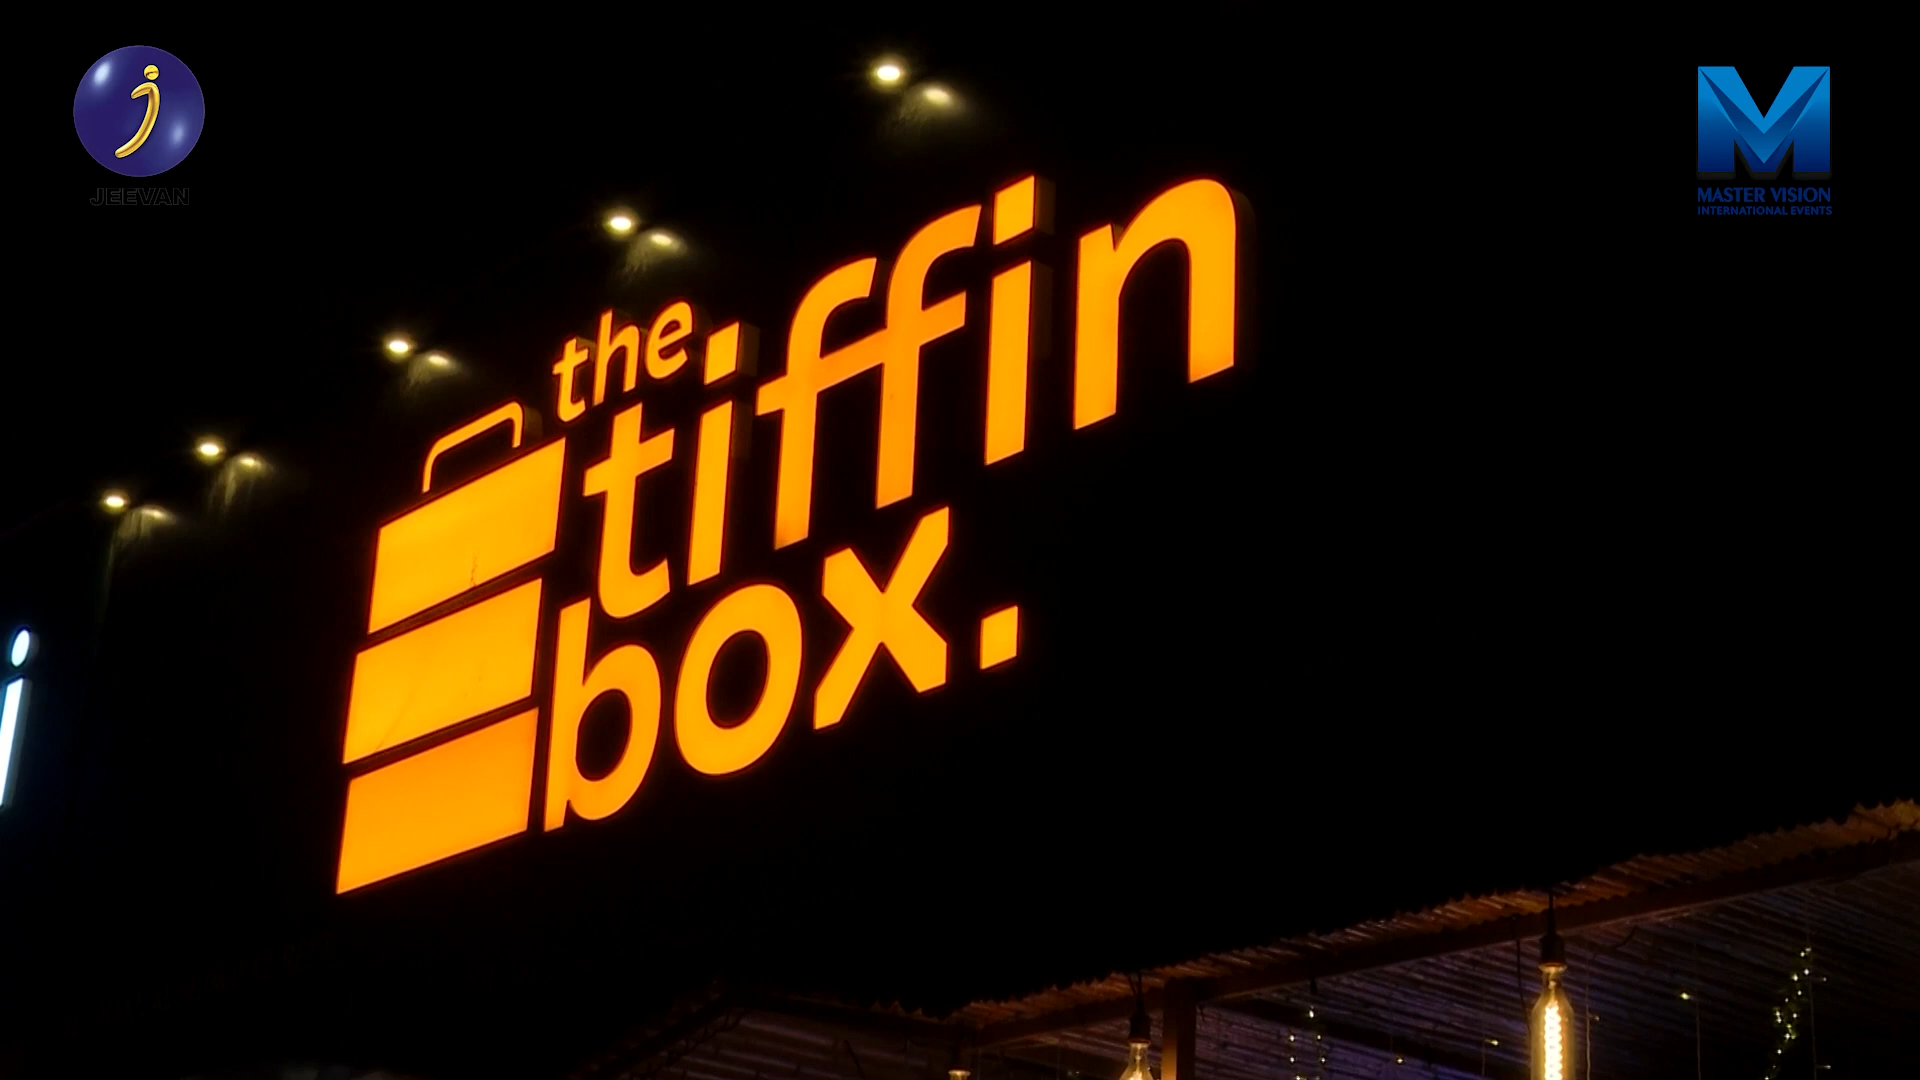 JEEVAN
MASTER VISION
INTERNATIONAL EVENTS
the
tiffin
box.